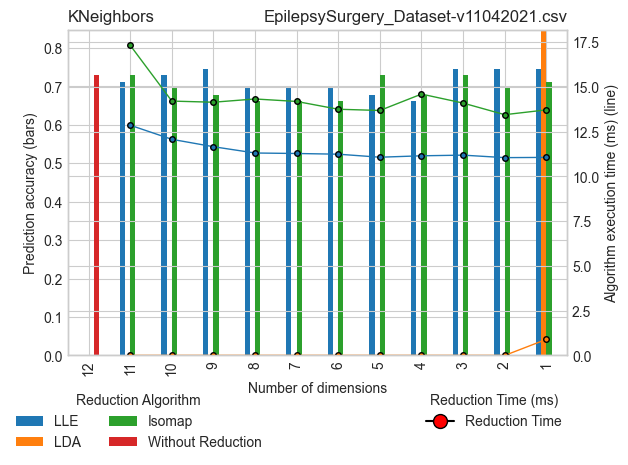 KNeighbors EpilepsySurgery_Dataset-v11042021.csv
Prediction accuracy (bars)
0.8
0.7
0.6
0.5
0.4
0.3
0.2
0.1
0.0
17.5
15.0
12.5
10.0
7.5
5.0
2.5
0.0
Algorithm execution time (ms) (line)
12 11 10 9 8 7 6 5 4 3 2 1
Number of dimensions
Reduction Algorithm
LLE
LDA
Isomap
Without Reduction
Reduction Time (ms)
Reduction Time